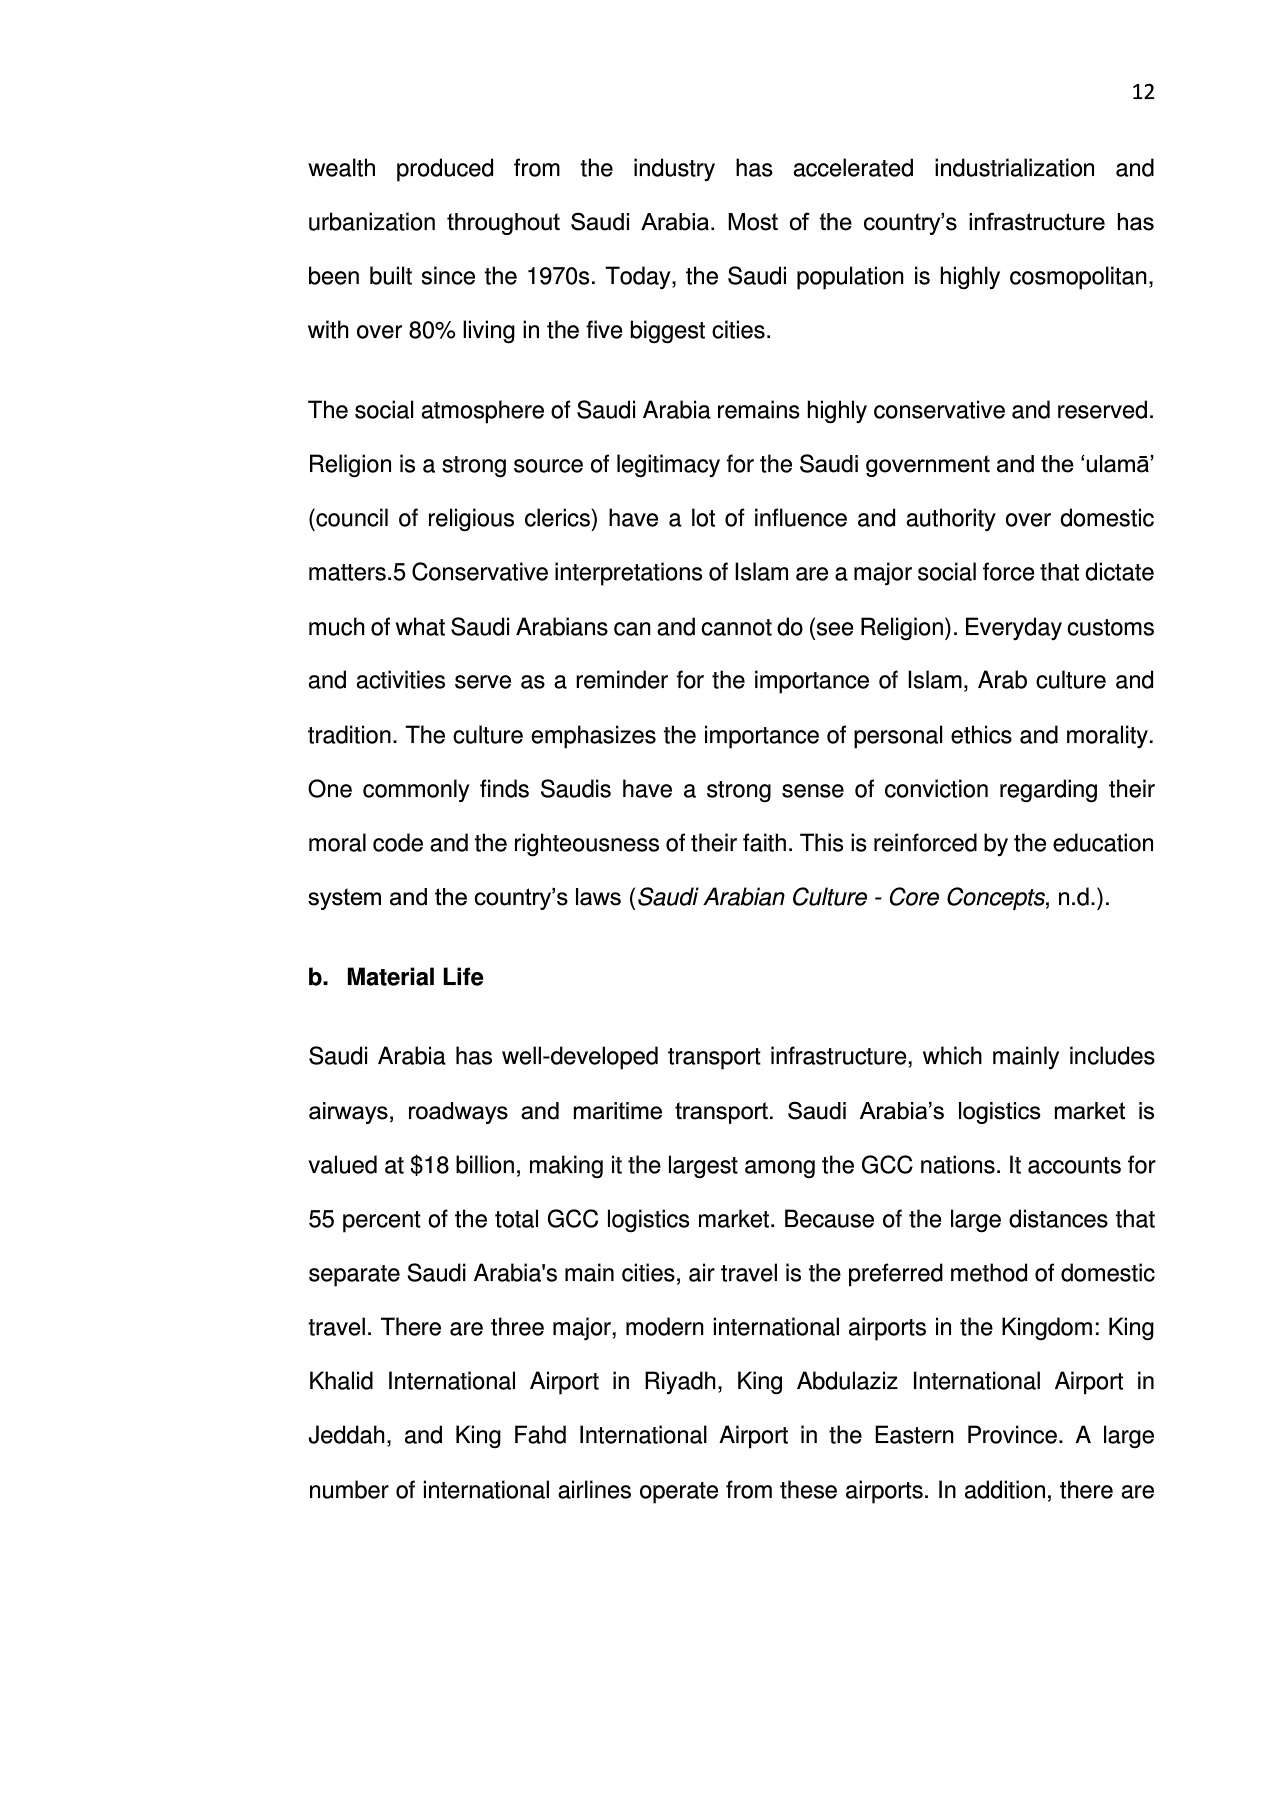 12
wealth produced from the industry has accelerated industrialization and
urbanization throughout Saudi Arabia. Most of the country’s infrastructure has
been built since the 1970s. Today, the Saudi population is highly cosmopolitan,
with over 80% living in the five biggest cities.
The social atmosphere of Saudi Arabia remains highly conservative and reserved.
Religion is a strong source of legitimacy for the Saudi government and the ‘ulamā’
(council of religious clerics) have a lot of influence and authority over domestic
matters.5 Conservative interpretations of Islam are a major social force that dictate
much of what Saudi Arabians can and cannot do (see Religion). Everyday customs
and activities serve as a reminder for the importance of Islam, Arab culture and
tradition. The culture emphasizes the importance of personal ethics and morality.
One commonly finds Saudis have a strong sense of conviction regarding their
moral code and the righteousness of their faith. This is reinforced by the education
system and the country’s laws (Saudi Arabian Culture - Core Concepts, n.d.).
b. Material Life
Saudi Arabia has well-developed transport infrastructure, which mainly includes
airways, roadways and maritime transport. Saudi Arabia’s logistics market is
valued at $18 billion, making it the largest among the GCC nations. It accounts for
55 percent of the total GCC logistics market. Because of the large distances that
separate Saudi Arabia's main cities, air travel is the preferred method of domestic
travel. There are three major, modern international airports in the Kingdom: King
Khalid International Airport in Riyadh, King Abdulaziz International Airport in
Jeddah, and King Fahd International Airport in the Eastern Province. A large
number of international airlines operate from these airports. In addition, there are